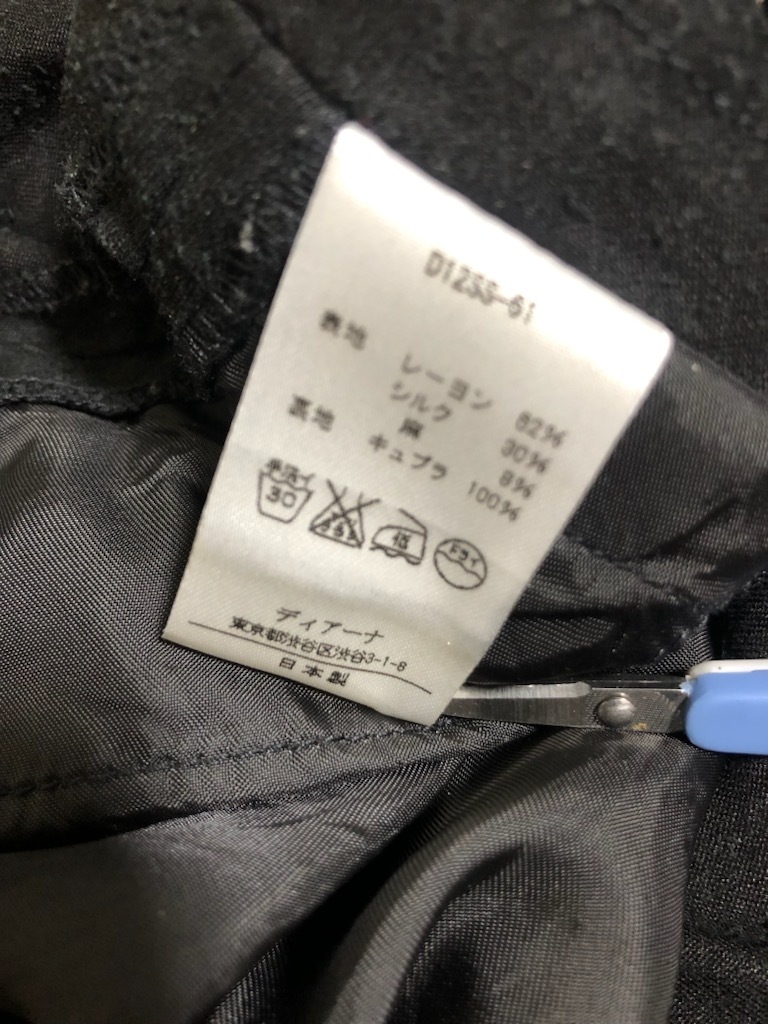 D12SS-61
表地 レーヨン 62%
シルク 30%
麻 8%
裏地 キュプラ 100%
手洗イ 30 低 ドライ
ディアーナ
東京都渋谷区渋谷3-1-8
日本製